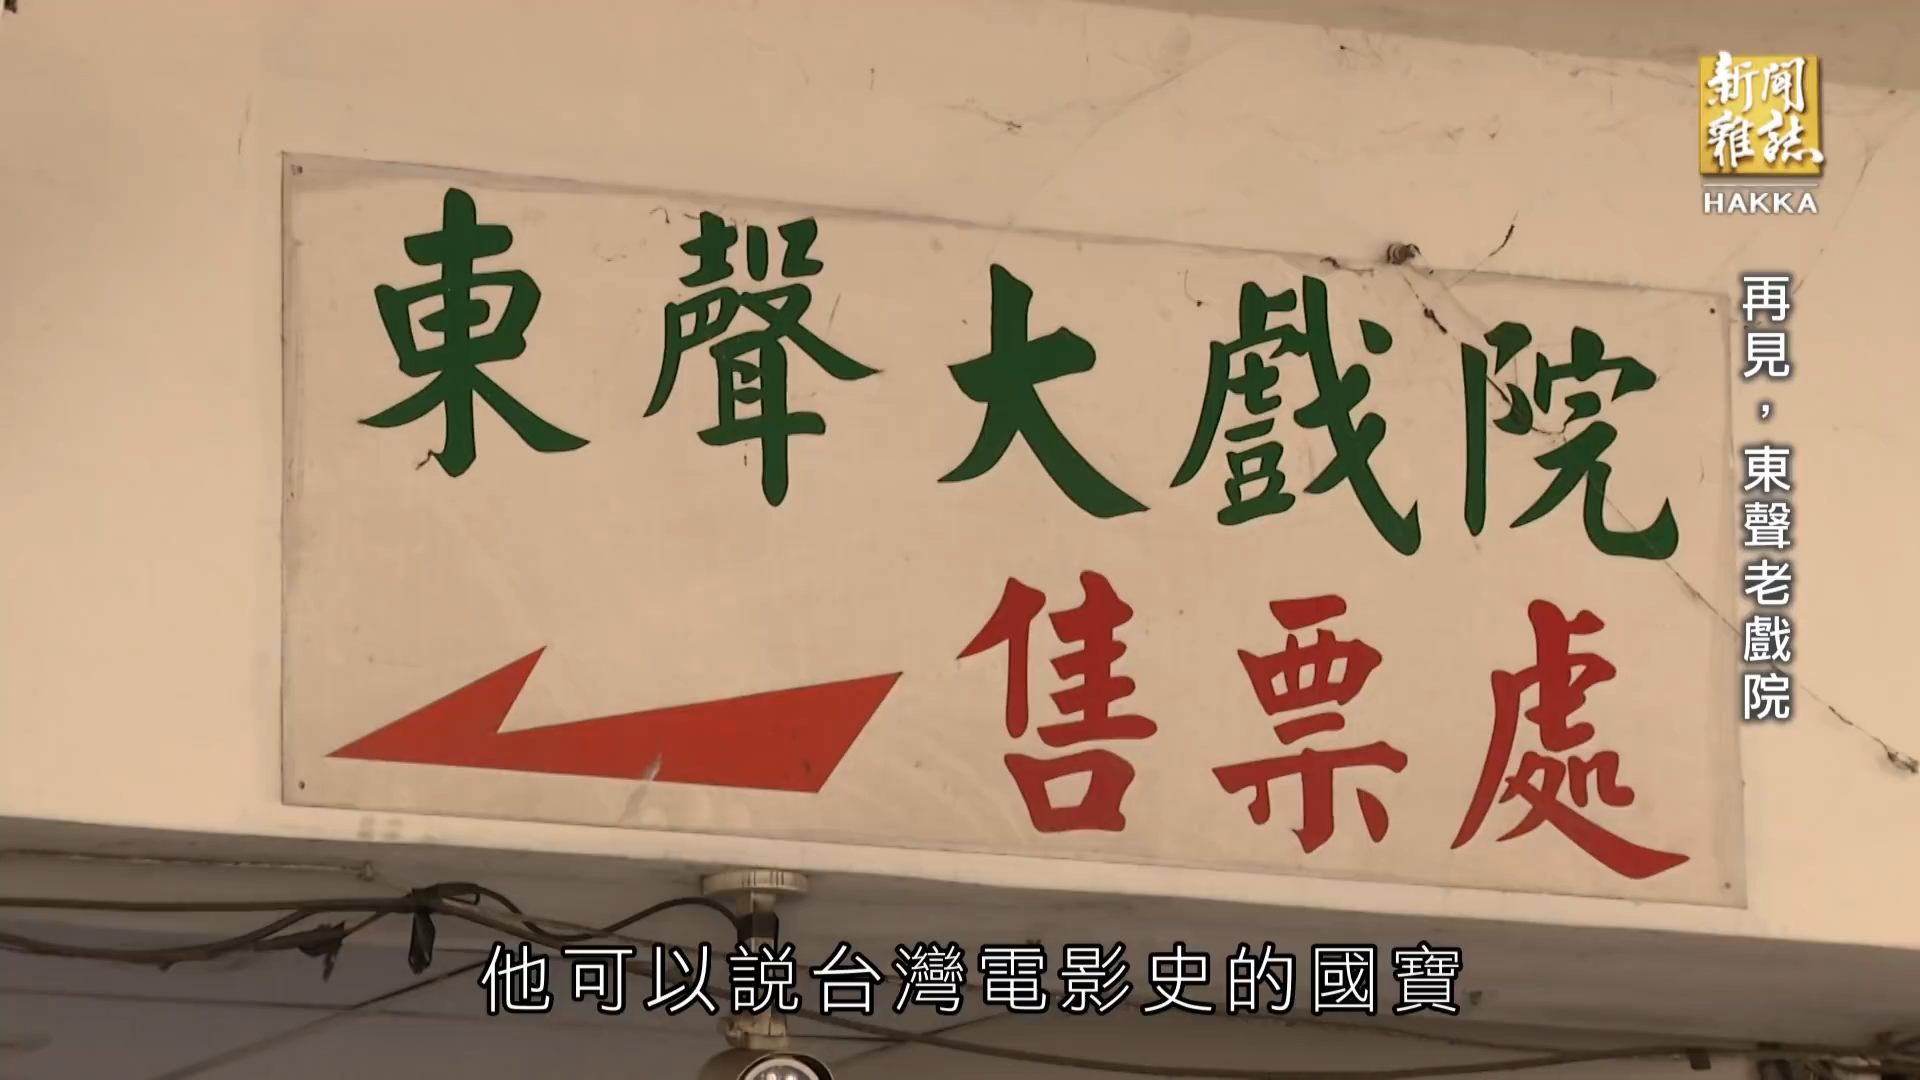 新聞
雜誌
HAKKA
再見，東聲老戲院
東聲大戲院
售票處
他可以説台灣電影史的國寶